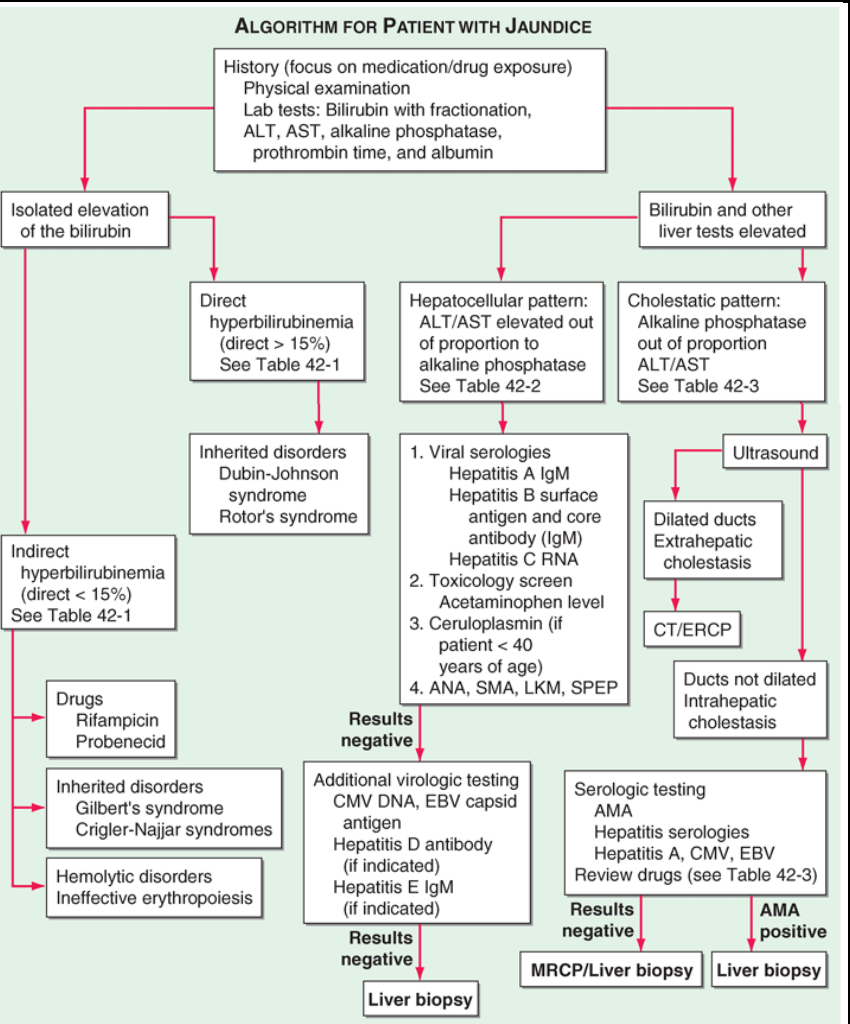 ALGORITHM FOR PATIENT WITH JAUNDICE
History (focus on medication/drug exposure)
Physical examination
Lab tests: Bilirubin with fractionation,
ALT, AST, alkaline phosphatase,
prothrombin time, and albumin
Isolated elevation
of the bilirubin
Bilirubin and other
liver tests elevated
Direct
hyperbilirubinemia
(direct > 15%)
See Table 42-1
Hepatocellular pattern:
ALT/AST elevated out
of proportion to
alkaline phosphatase
See Table 42-2
Cholestatic pattern:
Alkaline phosphatase
out of proportion
ALT/AST
See Table 42-3
Inherited disorders
Dubin-Johnson
syndrome
Rotor's syndrome
1. Viral serologies
Hepatitis A IgM
Hepatitis B surface
antigen and core
antibody (IgM)
Hepatitis C RNA
2. Toxicology screen
Acetaminophen level
3. Ceruloplasmin (if
patient < 40
years of age)
4. ANA, SMA, LKM, SPEP
Ultrasound
Dilated ducts
Extrahepatic
cholestasis
CT/ERCP
Indirect
hyperbilirubinemia
(direct < 15%)
See Table 42-1
Ducts not dilated
Intrahepatic
cholestasis
Drugs
Rifampicin
Probenecid
Inherited disorders
Gilbert's syndrome
Crigler-Najjar syndromes
Hemolytic disorders
Ineffective erythropoiesis
Results
negative
Additional virologic testing
CMV DNA, EBV capsid
antigen
Hepatitis D antibody
(if indicated)
Hepatitis E IgM
(if indicated)
Serologic testing
AMA
Hepatitis serologies
Hepatitis A, CMV, EBV
Review drugs (see Table 42-3)
Results
negative
Liver biopsy
Results
negative
AMA
positive
MRCP/Liver biopsy
Liver biopsy